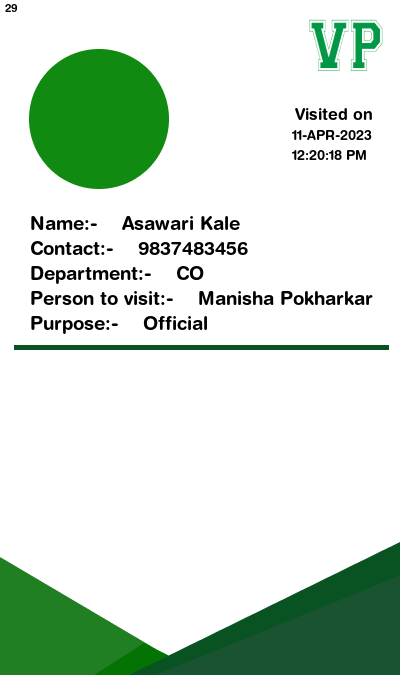 29
VP
Visited on
11-APR-2023
12:20:18 PM
Name:- Asawari Kale
Contact:- 9837483456
Department:- CO
Person to visit:- Manisha Pokharkar
Purpose:- Official